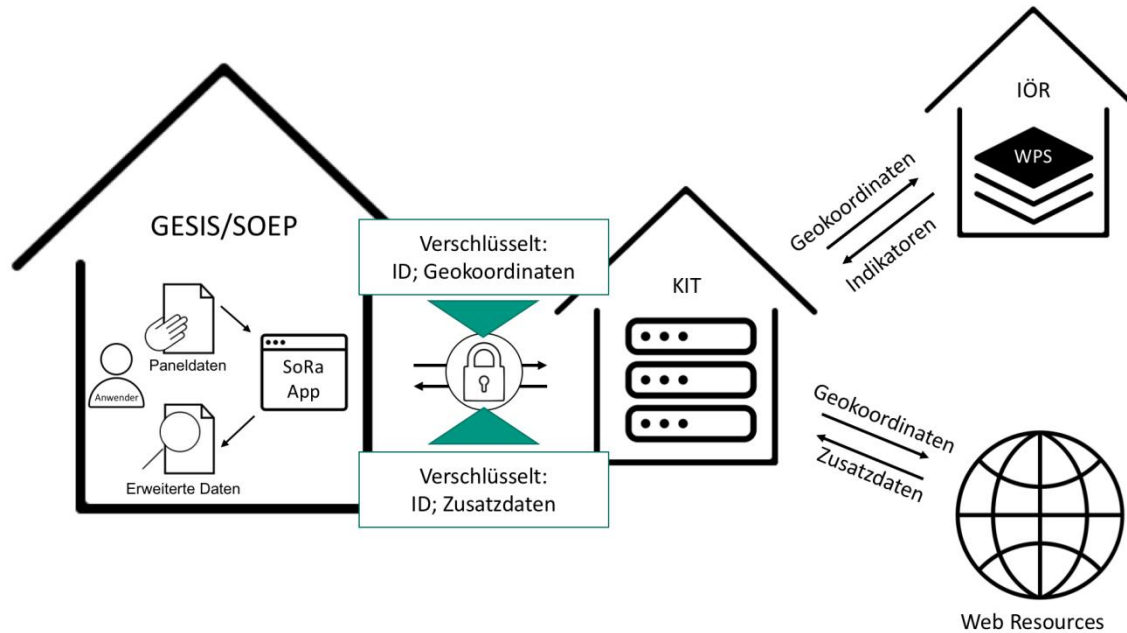 GESIS/SOEP
Paneldaten
Anwender
SoRa
App
Erweiterte Daten
Verschlüsselt:
ID; Geokoordinaten
Verschlüsselt:
ID; Zusatzdaten
KIT
Geokoordinaten
Indikatoren
IÖR
WPS
Geokoordinaten
Zusatzdaten
Web Resources